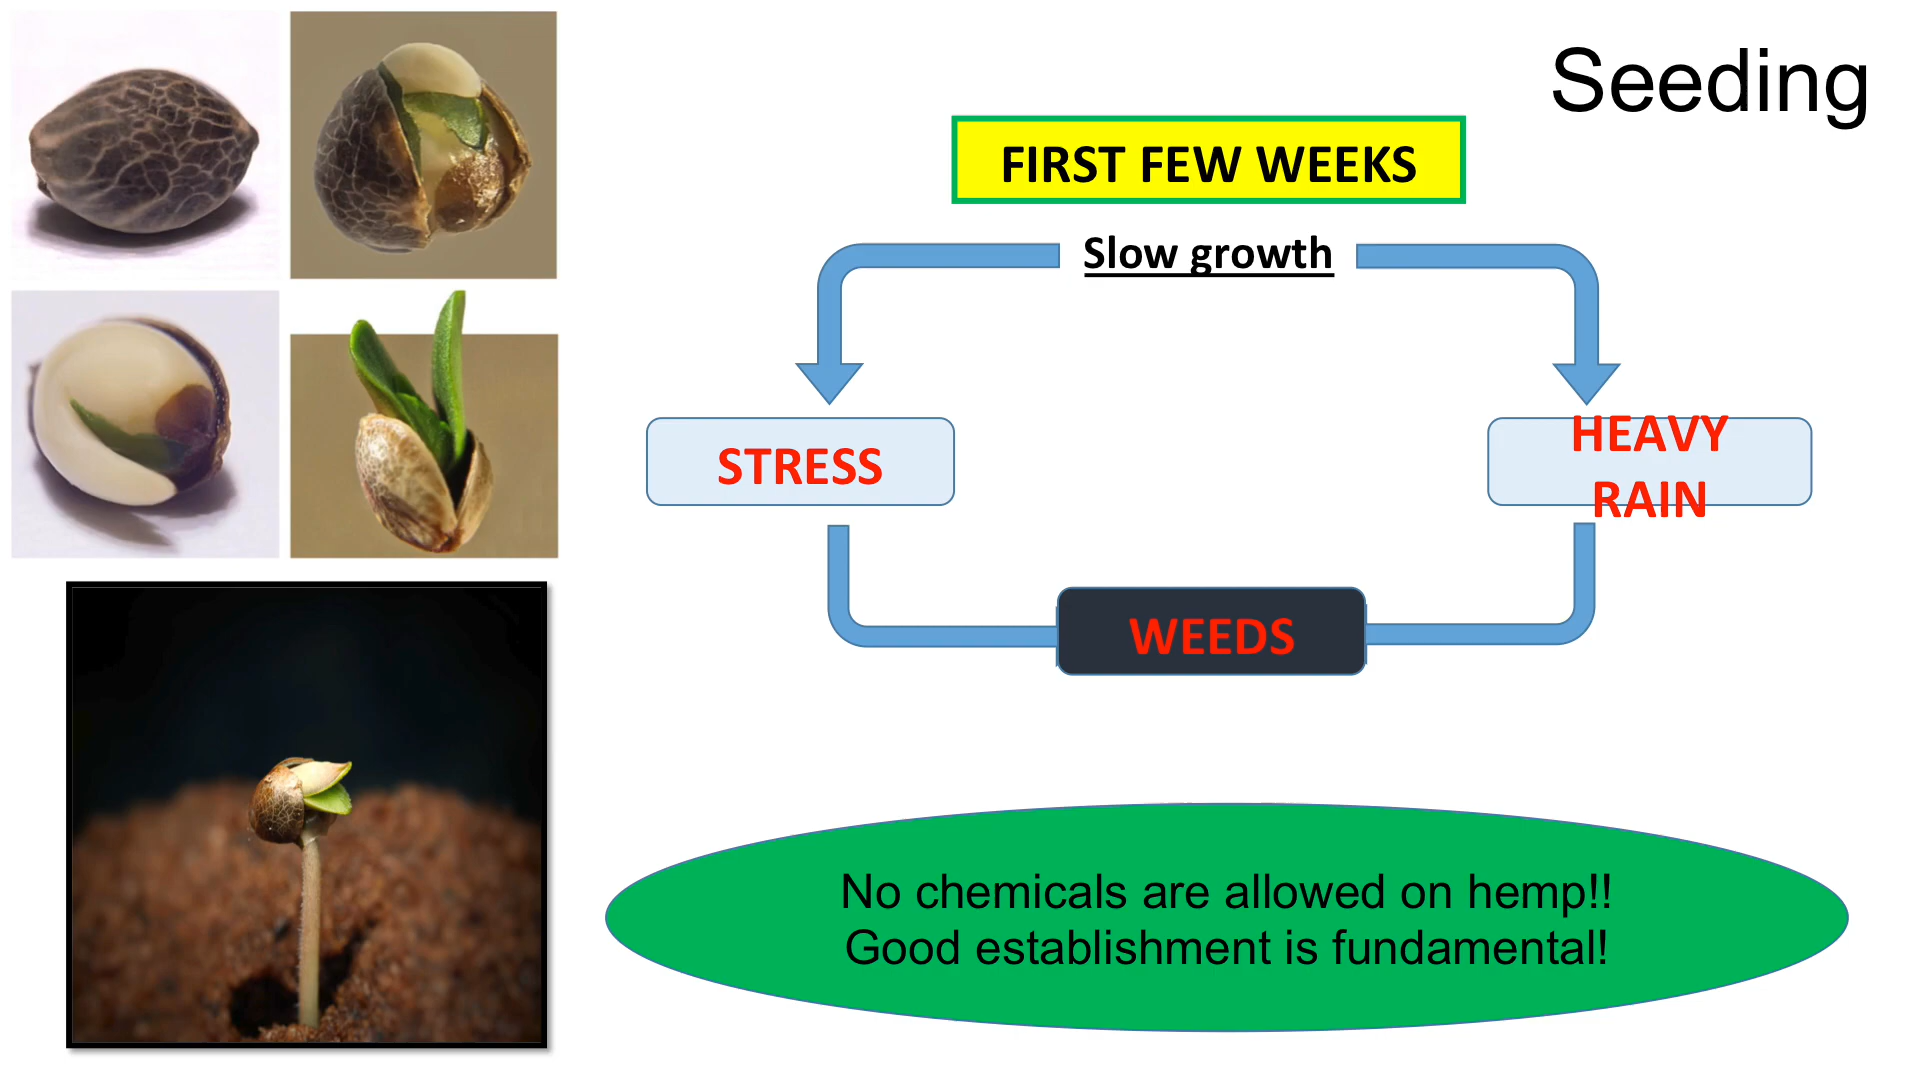 Seeding
FIRST FEW WEEKS
Slow growth
STRESS
HEAVY
RAIN
WEEDS
No chemicals are allowed on hemp!!
Good establishment is fundamental!